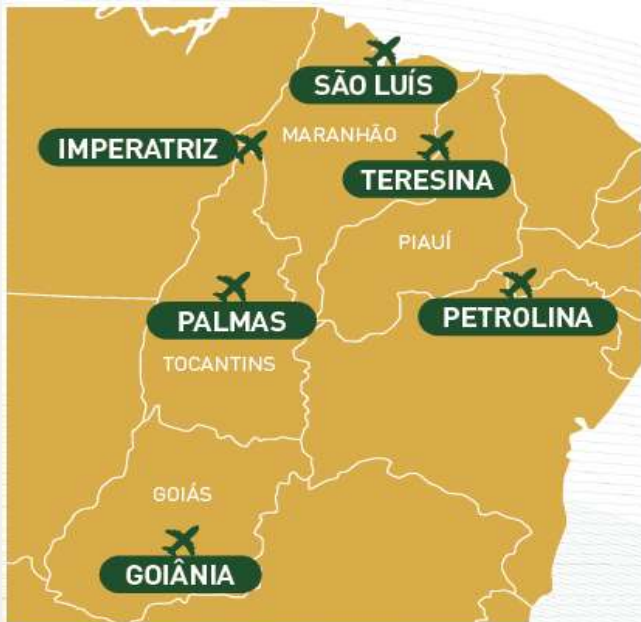 SÃO LUÍS
MARANHÃO
IMPERATRIZ
TERESINA
PIAUÍ
PALMAS
PETROLINA
TOCANTINS
GOIÁS
GOIÂNIA